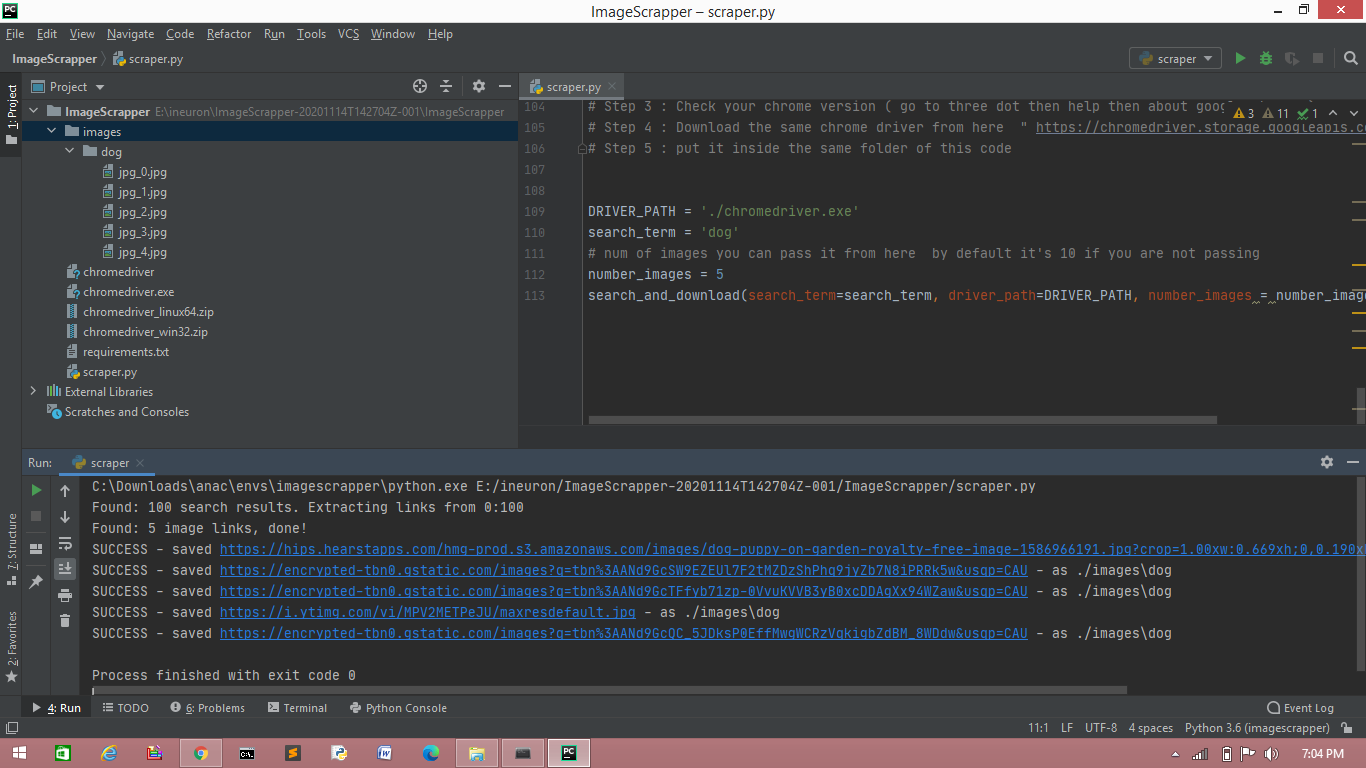 ImageScrapper – scraper.py
File Edit View Navigate Code Refactor Run Tools VCS Window Help
ImageScrapper scraper.py
scraper
Project
scraper.py
1: Project
ImageScrapper E:\ineuron\ImageScrapper-20201114T142704Z-001\ImageScrapper
images
dog
jpg_0.jpg
jpg_1.jpg
jpg_2.jpg
jpg_3.jpg
jpg_4.jpg
chromedriver
chromedriver.exe
chromedriver_linux64.zip
chromedriver_win32.zip
requirements.txt
scraper.py
External Libraries
Scratches and Consoles
3 11 1
104 # Step 3 : Check your chrome version ( go to three dot then help then about goog
105 # Step 4 : Download the same chrome driver from here " https://chromedriver.storage.googleapis.c
106 # Step 5 : put it inside the same folder of this code
107
108
109 DRIVER_PATH = './chromedriver.exe'
110 search_term = 'dog'
111 # num of images you can pass it from here by default it's 10 if you are not passing
112 number_images = 5
113 search_and_download(search_term=search_term, driver_path=DRIVER_PATH, number_images = number_imag
Run: scraper
C:\Downloads\anac\envs\imagescrapper\python.exe E:/ineuron/ImageScrapper-20201114T142704Z-001/ImageScrapper/scraper.py
Found: 100 search results. Extracting links from 0:100
Found: 5 image links, done!
SUCCESS - saved https://hips.hearstapps.com/hmg-prod.s3.amazonaws.com/images/dog-puppy-on-garden-royalty-free-image-1586966191.jpg?crop=1.00xw:0.669xh;0,0.190x
SUCCESS - saved https://encrypted-tbn0.gstatic.com/images?q=tbn%3AANd9GcSW9EZEUl7F2tMZDzShPhq9jyZb7N8iPRRk5w&usqp=CAU - as ./images\dog
SUCCESS - saved https://encrypted-tbn0.gstatic.com/images?q=tbn%3AANd9GcTFfyb71zp-0VvuKVVB3yB0xcDDAgXx94WZaw&usqp=CAU - as ./images\dog
SUCCESS - saved https://i.ytimg.com/vi/MPV2METPeJU/maxresdefault.jpg - as ./images\dog
SUCCESS - saved https://encrypted-tbn0.gstatic.com/images?q=tbn%3AANd9GcQC_5JDksP0EffMwgWCRzVqkigbZdBM_8WDdw&usqp=CAU - as ./images\dog
Process finished with exit code 0
7: Structure
2: Favorites
4: Run TODO 6: Problems Terminal Python Console Event Log
11:1 LF UTF-8 4 spaces Python 3.6 (imagescrapper)
7:04 PM